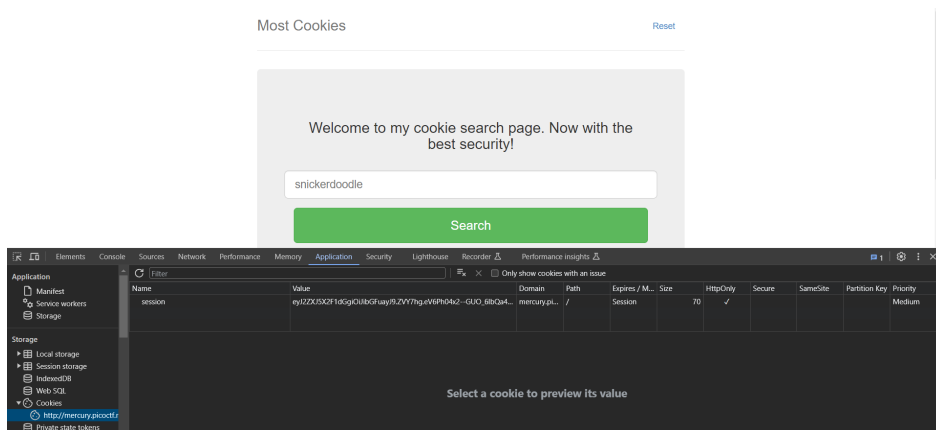 Most Cookies
Reset
Welcome to my cookie search page. Now with the
best security!
snickerdoodle
Search
Elements Console Sources Network Performance Memory Application Security Lighthouse Recorder Performance insights 1
Application
Filter
Only show cookies with an issue
Manifest
Service workers
Storage
Name Value Domain Path Expires / M... Size HttpOnly Secure SameSite Partition Key Priority
session mercury.pi... / Session 70 ✓ Medium
Storage
Local storage
Session storage
IndexedDB
Web SQL
Cookies
http://mercury.picoctf.r
Private state tokens
Select a cookie to preview its value